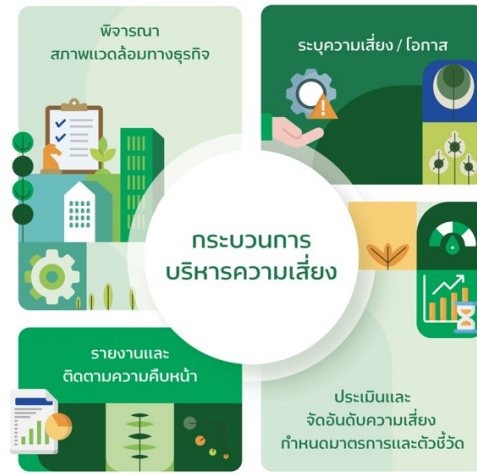 พิจารณา
สภาพแวดล้อมทางธุรกิจ
ระบุความเสี่ยง / โอกาส
กระบวนการ
บริหารความเสี่ยง
รายงานและ
ติดตามความคืบหน้า
ประเมินและ
จัดอันดับความเสี่ยง
กำหนดมาตรการและตัวชี้วัด